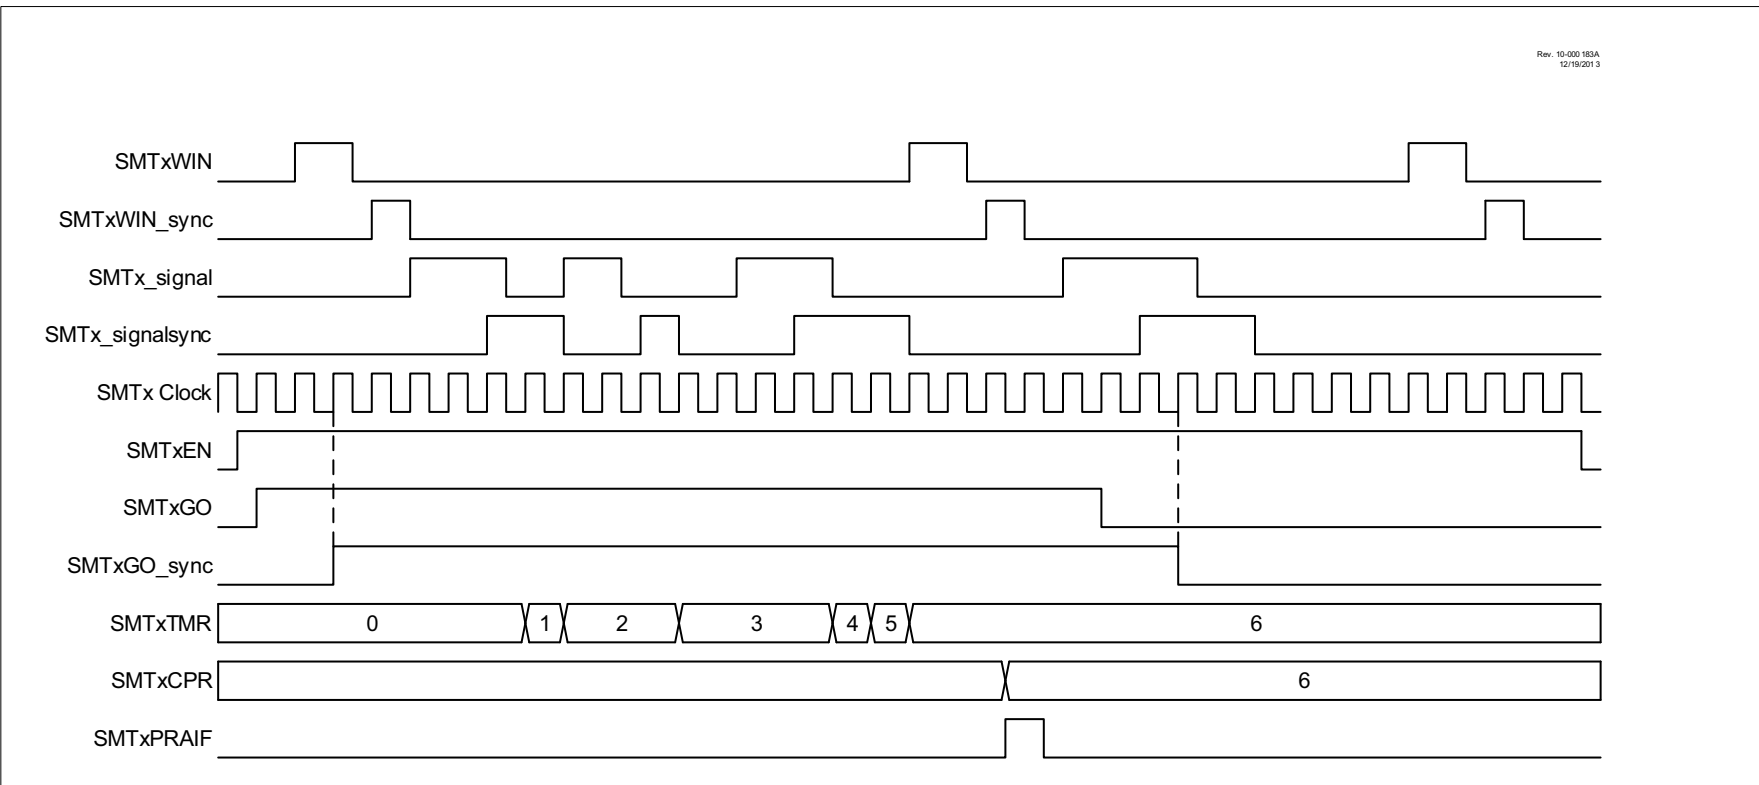 Rev. 10-000 183A
12/19/201 3
SMTxWIN
SMTxWIN_sync
SMTx_signal
SMTx_signalsync
SMTx Clock
SMTxEN
SMTxGO
SMTxGO_sync
SMTxTMR 0 1 2 3 4 5 6
SMTxCPR 6
SMTxPRAIF